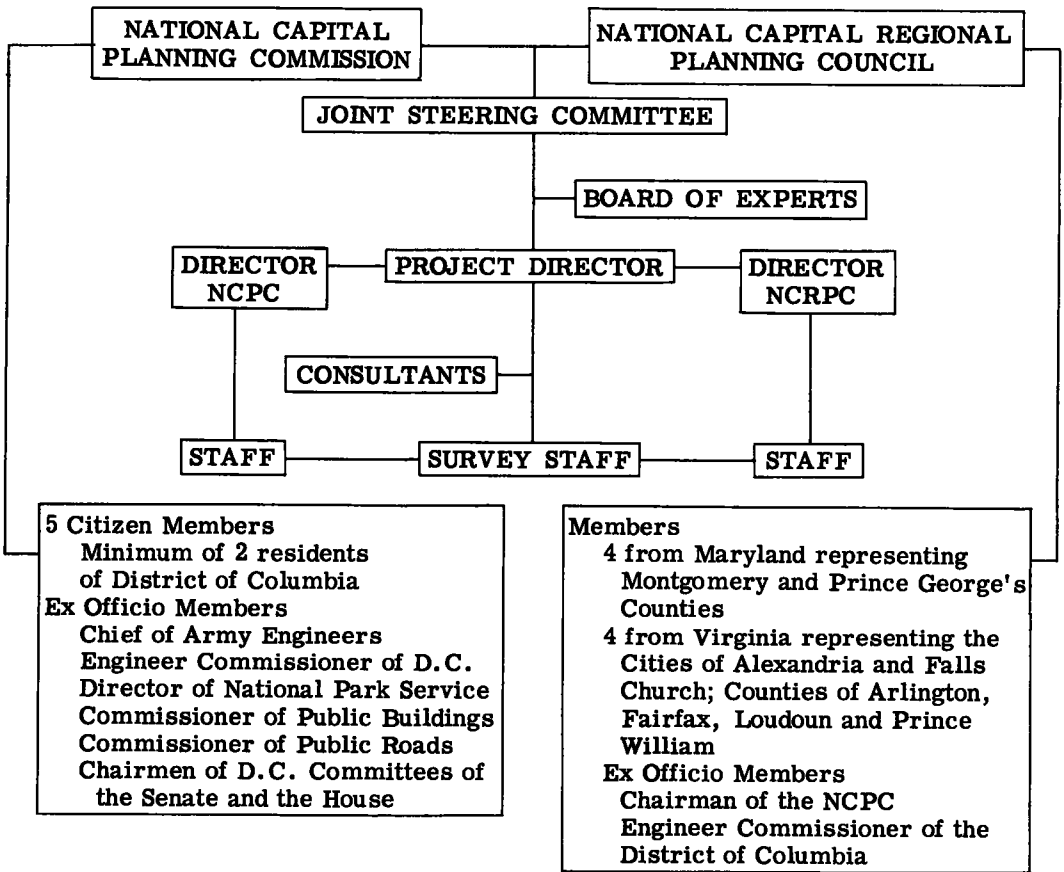 NATIONAL CAPITAL
PLANNING COMMISSION
NATIONAL CAPITAL REGIONAL
PLANNING COUNCIL
JOINT STEERING COMMITTEE
BOARD OF EXPERTS
DIRECTOR
NCPC
PROJECT DIRECTOR
DIRECTOR
NCRPC
CONSULTANTS
STAFF
SURVEY STAFF
STAFF
5 Citizen Members
Minimum of 2 residents
of District of Columbia
Ex Officio Members
Chief of Army Engineers
Engineer Commissioner of D.C.
Director of National Park Service
Commissioner of Public Buildings
Commissioner of Public Roads
Chairmen of D.C. Committees of
the Senate and the House
Members
4 from Maryland representing
Montgomery and Prince George's
Counties
4 from Virginia representing the
Cities of Alexandria and Falls
Church; Counties of Arlington,
Fairfax, Loudoun and Prince
William
Ex Officio Members
Chairman of the NCPC
Engineer Commissioner of the
District of Columbia